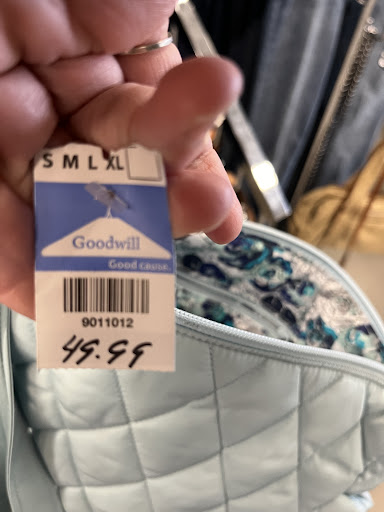 S M L XL
Goodwill
Good cause.
9011012
49.99